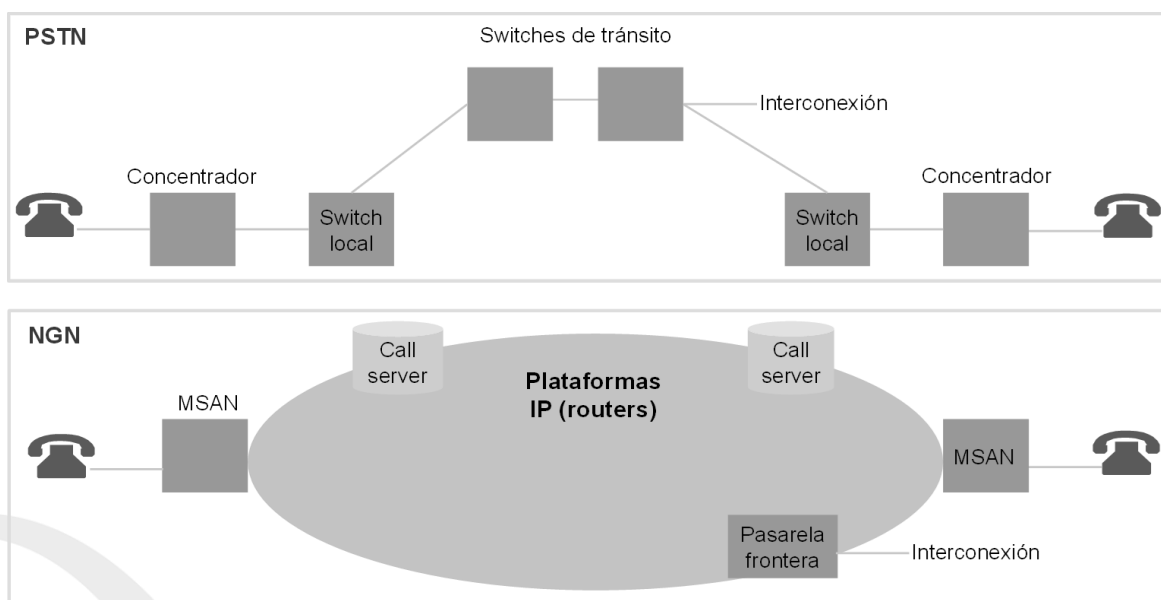 PSTN
Switches de tránsito
Interconexión
Concentrador
Switch
local
Switch
local
Concentrador
NGN
Call
server
Call
server
Plataformas
IP (routers)
MSAN
MSAN
Pasarela
frontera
Interconexión